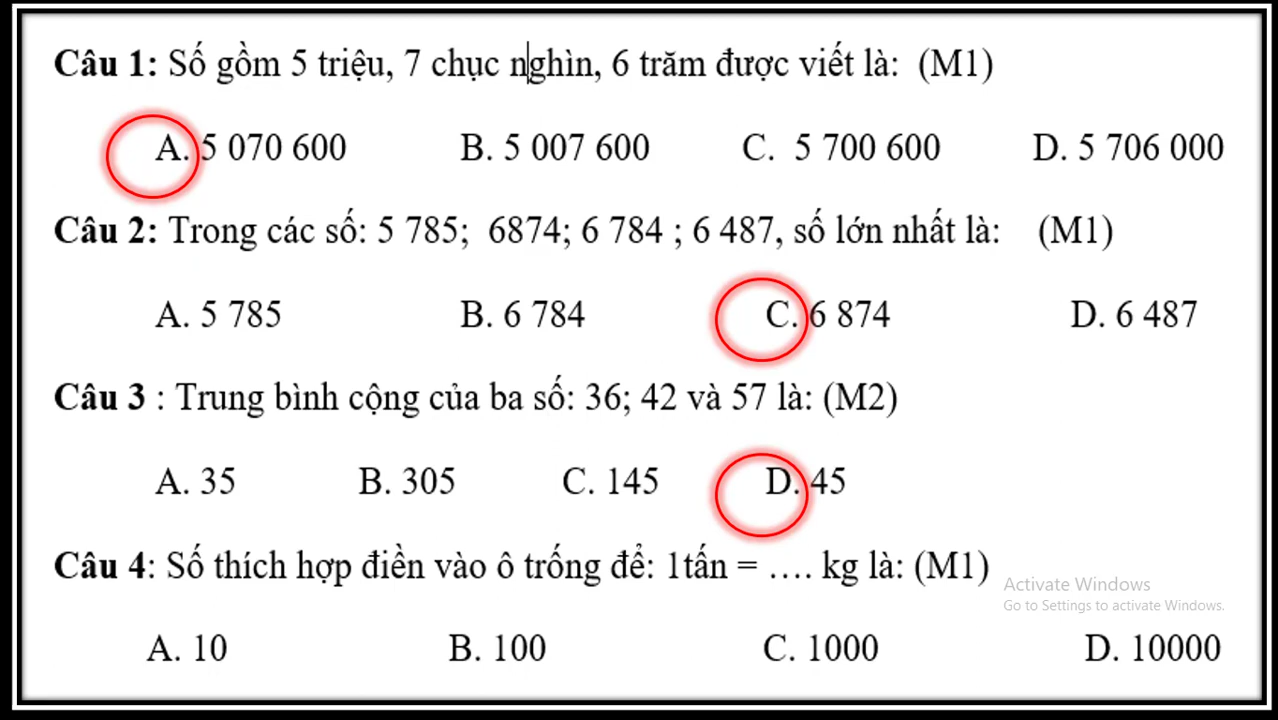 Câu 1: Số gồm 5 triệu, 7 chục nghìn, 6 trăm được viết là: (M1)
A. 5 070 600 B. 5 007 600 C. 5 700 600 D. 5 706 000
Câu 2: Trong các số: 5 785; 6874; 6 784 ; 6 487, số lớn nhất là: (M1)
A. 5 785 B. 6 784 C. 6 874 D. 6 487
Câu 3 : Trung bình cộng của ba số: 36; 42 và 57 là: (M2)
A. 35 B. 305 C. 145 D. 45
Câu 4: Số thích hợp điền vào ô trống để: 1tấn = .... kg là: (M1)
Activate Windows
Go to Settings to activate Windows.
A. 10 B. 100 C. 1000 D. 10000